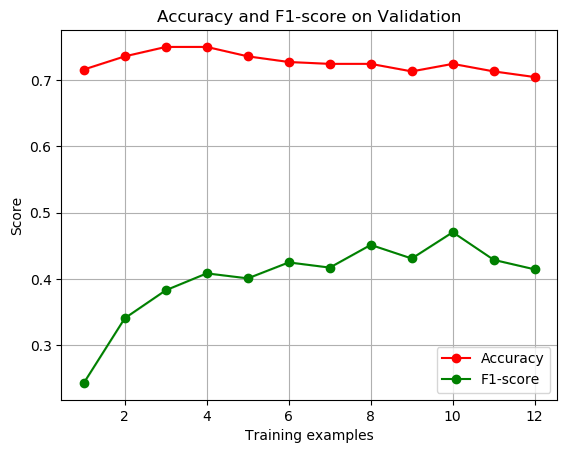 Accuracy and F1-score on Validation
Score
0.7
0.6
0.5
0.4
0.3
Accuracy
F1-score
2 4 6 8 10 12
Training examples